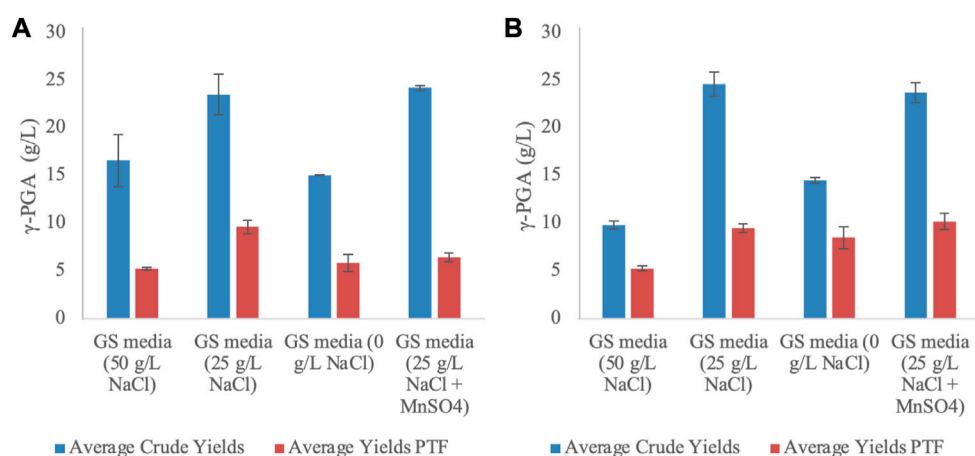 A
30
25
20
15
10
5
0
γ-PGA (g/L)
GS media
(50 g/L
NaCl)
GS media
(25 g/L
NaCl)
GS media (0
g/L NaCl)
GS media
(25 g/L
NaCl +
MnSO4)
Average Crude Yields
Average Yields PTF
B
30
25
20
15
10
5
0
γ-PGA (g/L)
GS media
(50 g/L
NaCl)
GS media
(25 g/L
NaCl)
GS media (0
g/L NaCl)
GS media
(25 g/L
NaCl +
MnSO4)
Average Crude Yields
Average Yields PTF